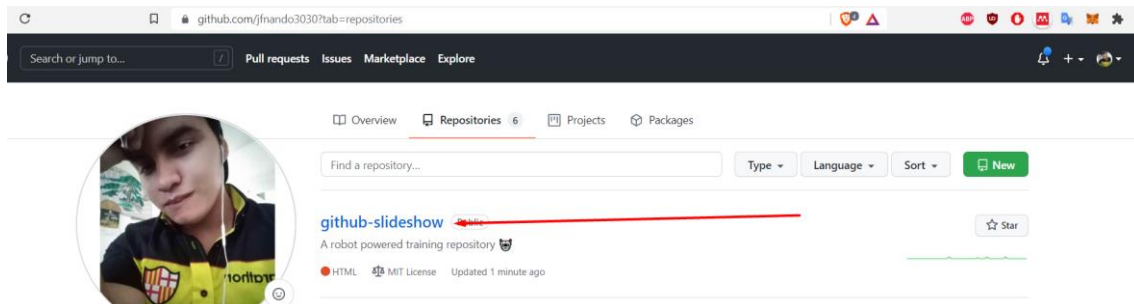 github.com/jfnando3030?tab=repositories
Search or jump to... / Pull requests Issues Marketplace Explore
Overview Repositories 6 Projects Packages
Find a repository... Type Language Sort New
github-slideshow Public
Star
A robot powered training repository
HTML MIT License Updated 1 minute ago